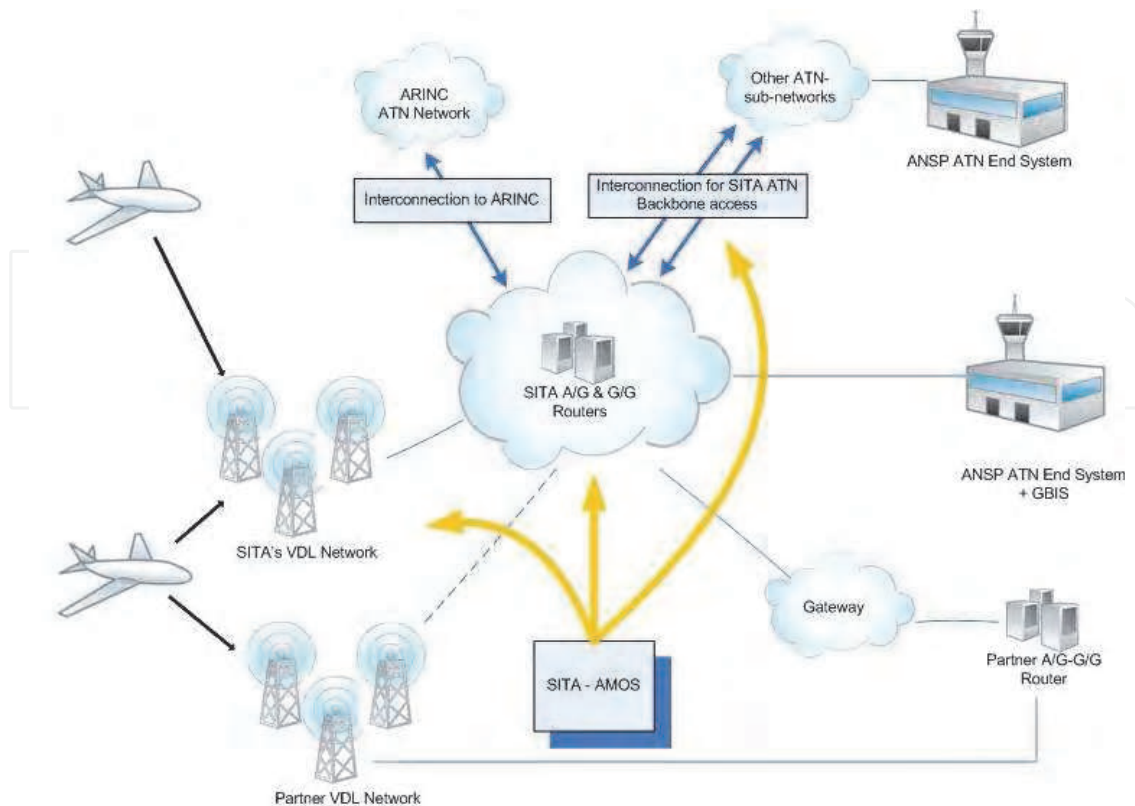 ARINC
ATN Network
Other ATN-
sub-networks
ANSP ATN End System
Interconnection to ARINC
Interconnection for SITA ATN
Backbone access
SITA A/G & G/G
Routers
ANSP ATN End System
+ GBIS
SITA's VDL Network
Gateway
Partner A/G-G/G
Router
SITA - AMOS
Partner VDL Network